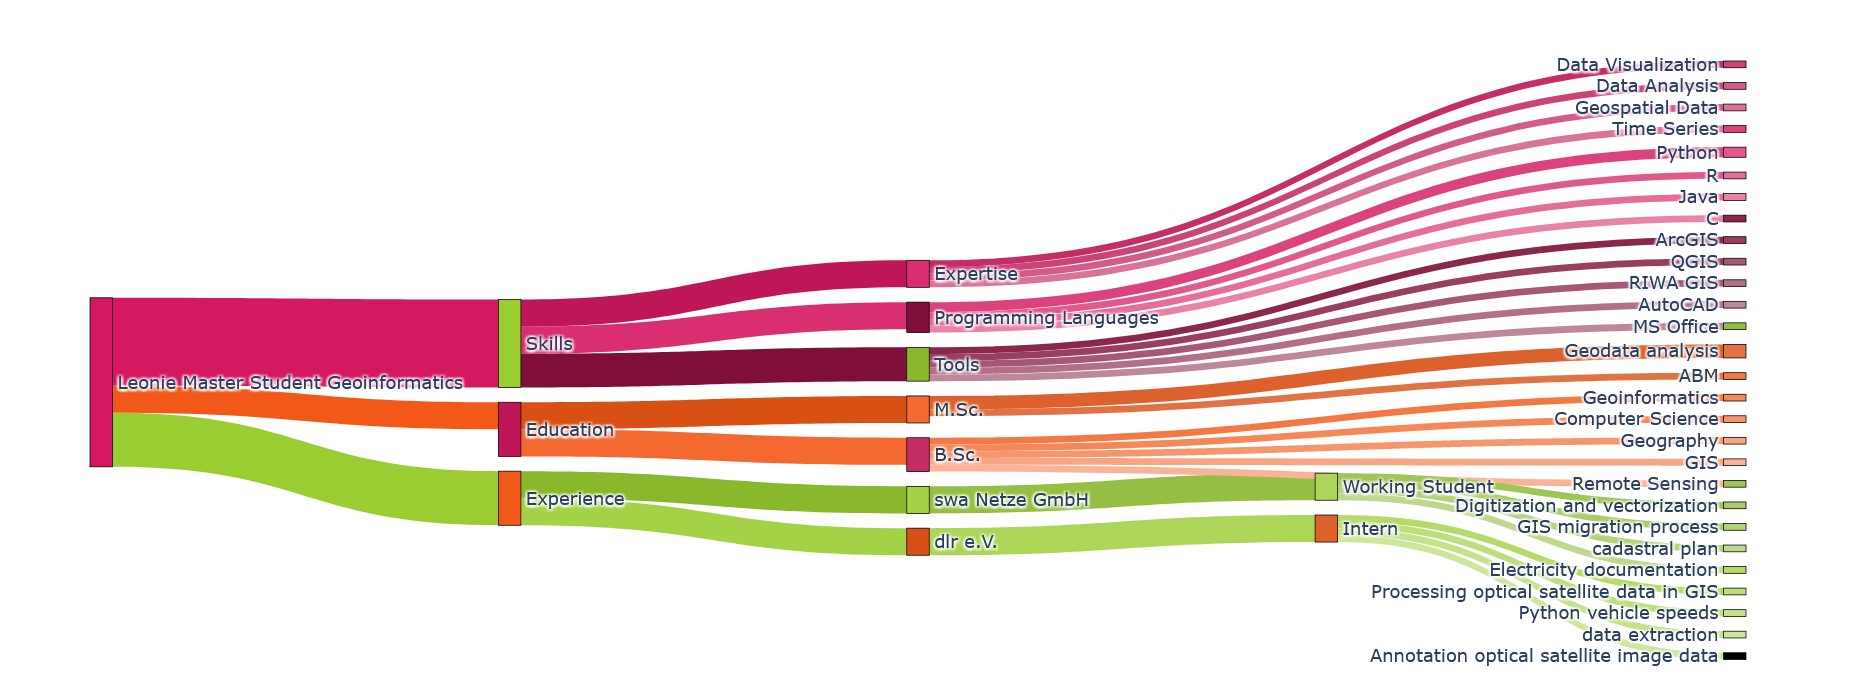 Leonie Master Student Geoinformatics
Skills
Education
Experience
Expertise
Programming Languages
Tools
M.Sc.
B.Sc.
swa Netze GmbH
dlr e.V.
Working Student
Intern
Data Visualization
Data Analysis
Geospatial Data
Time Series
Python
R
Java
C
ArcGIS
QGIS
RIWA GIS
AutoCAD
MS Office
Geodata analysis
ABM
Geoinformatics
Computer Science
Geography
GIS
Remote Sensing
Digitization and vectorization
GIS migration process
cadastral plan
Electricity documentation
Processing optical satellite data in GIS
Python vehicle speeds
data extraction
Annotation optical satellite image data